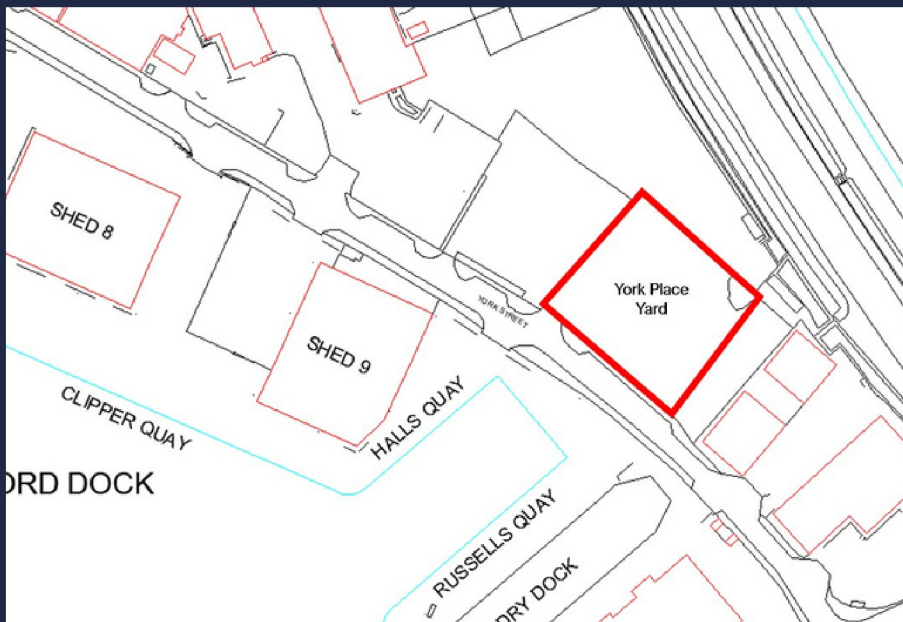 SHED 8
York Place
Yard
YORK STREET
SHED 9
CLIPPER QUAY
HALLS QUAY
ORD DOCK
RUSSELLS QUAY
DRY DOCK